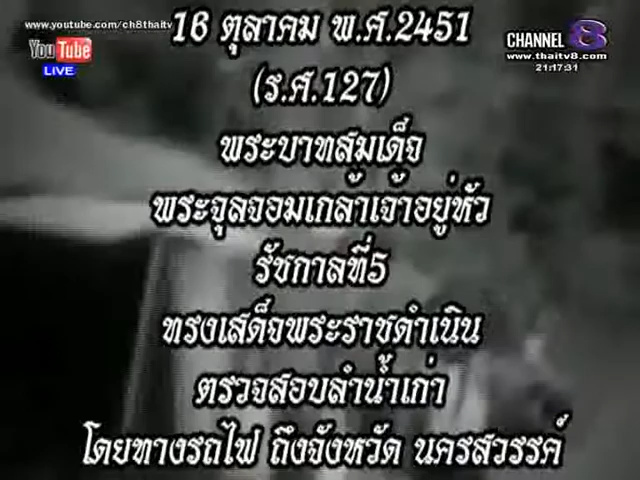 www.youtube.com/ch8thaitv
YouTube
LIVE
CHANNEL 8
www.thaitv8.com
21:17:31
16 ตุลาคม พ.ศ.2451
(ร.ศ.127)
พระบาทสมเด็จ
พระจุลจอมเกล้าเจ้าอยู่หัว
รัชกาลที่5
ทรงเสด็จพระราชดำเนิน
ตรวจสอบลำน้ำเก่า
โดยทางรถไฟ ถึงจังหวัด นครสวรรค์